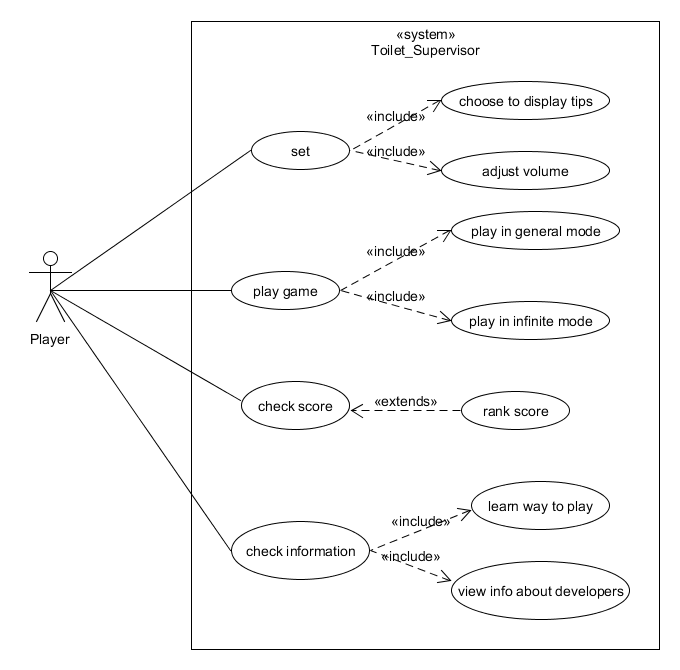 «system»
Toilet_Supervisor
choose to display tips
«include»
set
«include»
adjust volume
play in general mode
«include»
play game
«include»
play in infinite mode
Player
«extends»
check score
rank score
learn way to play
«include»
check information
«include»
view info about developers